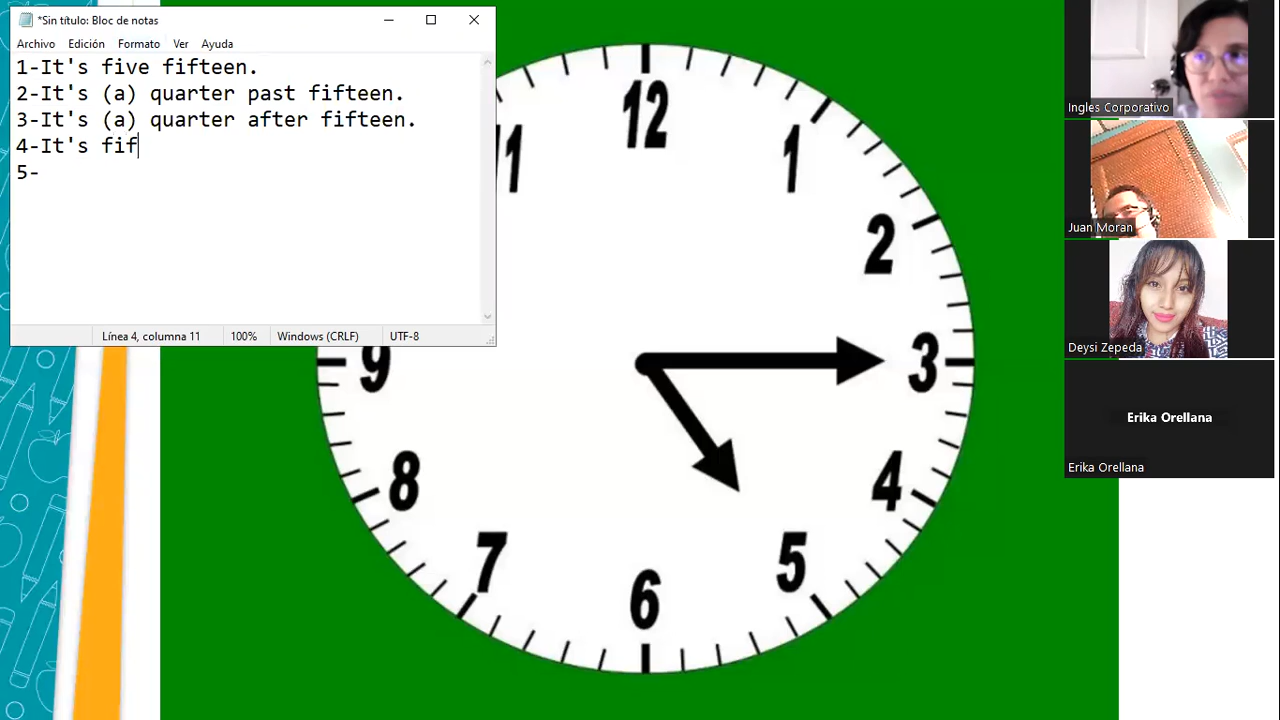 *Sin título: Bloc de notas
Archivo Edición Formato Ver Ayuda
1-It's five fifteen.
2-It's (a) quarter past fifteen.
3-It's (a) quarter after fifteen.
4-It's fif
5-
Línea 4, columna 11 100% Windows (CRLF) UTF-8
12
11
1
2
9
3
8
4
7
5
6
Ingles Corporativo
Juan Moran
Deysi Zepeda
Erika Orellana
Erika Orellana